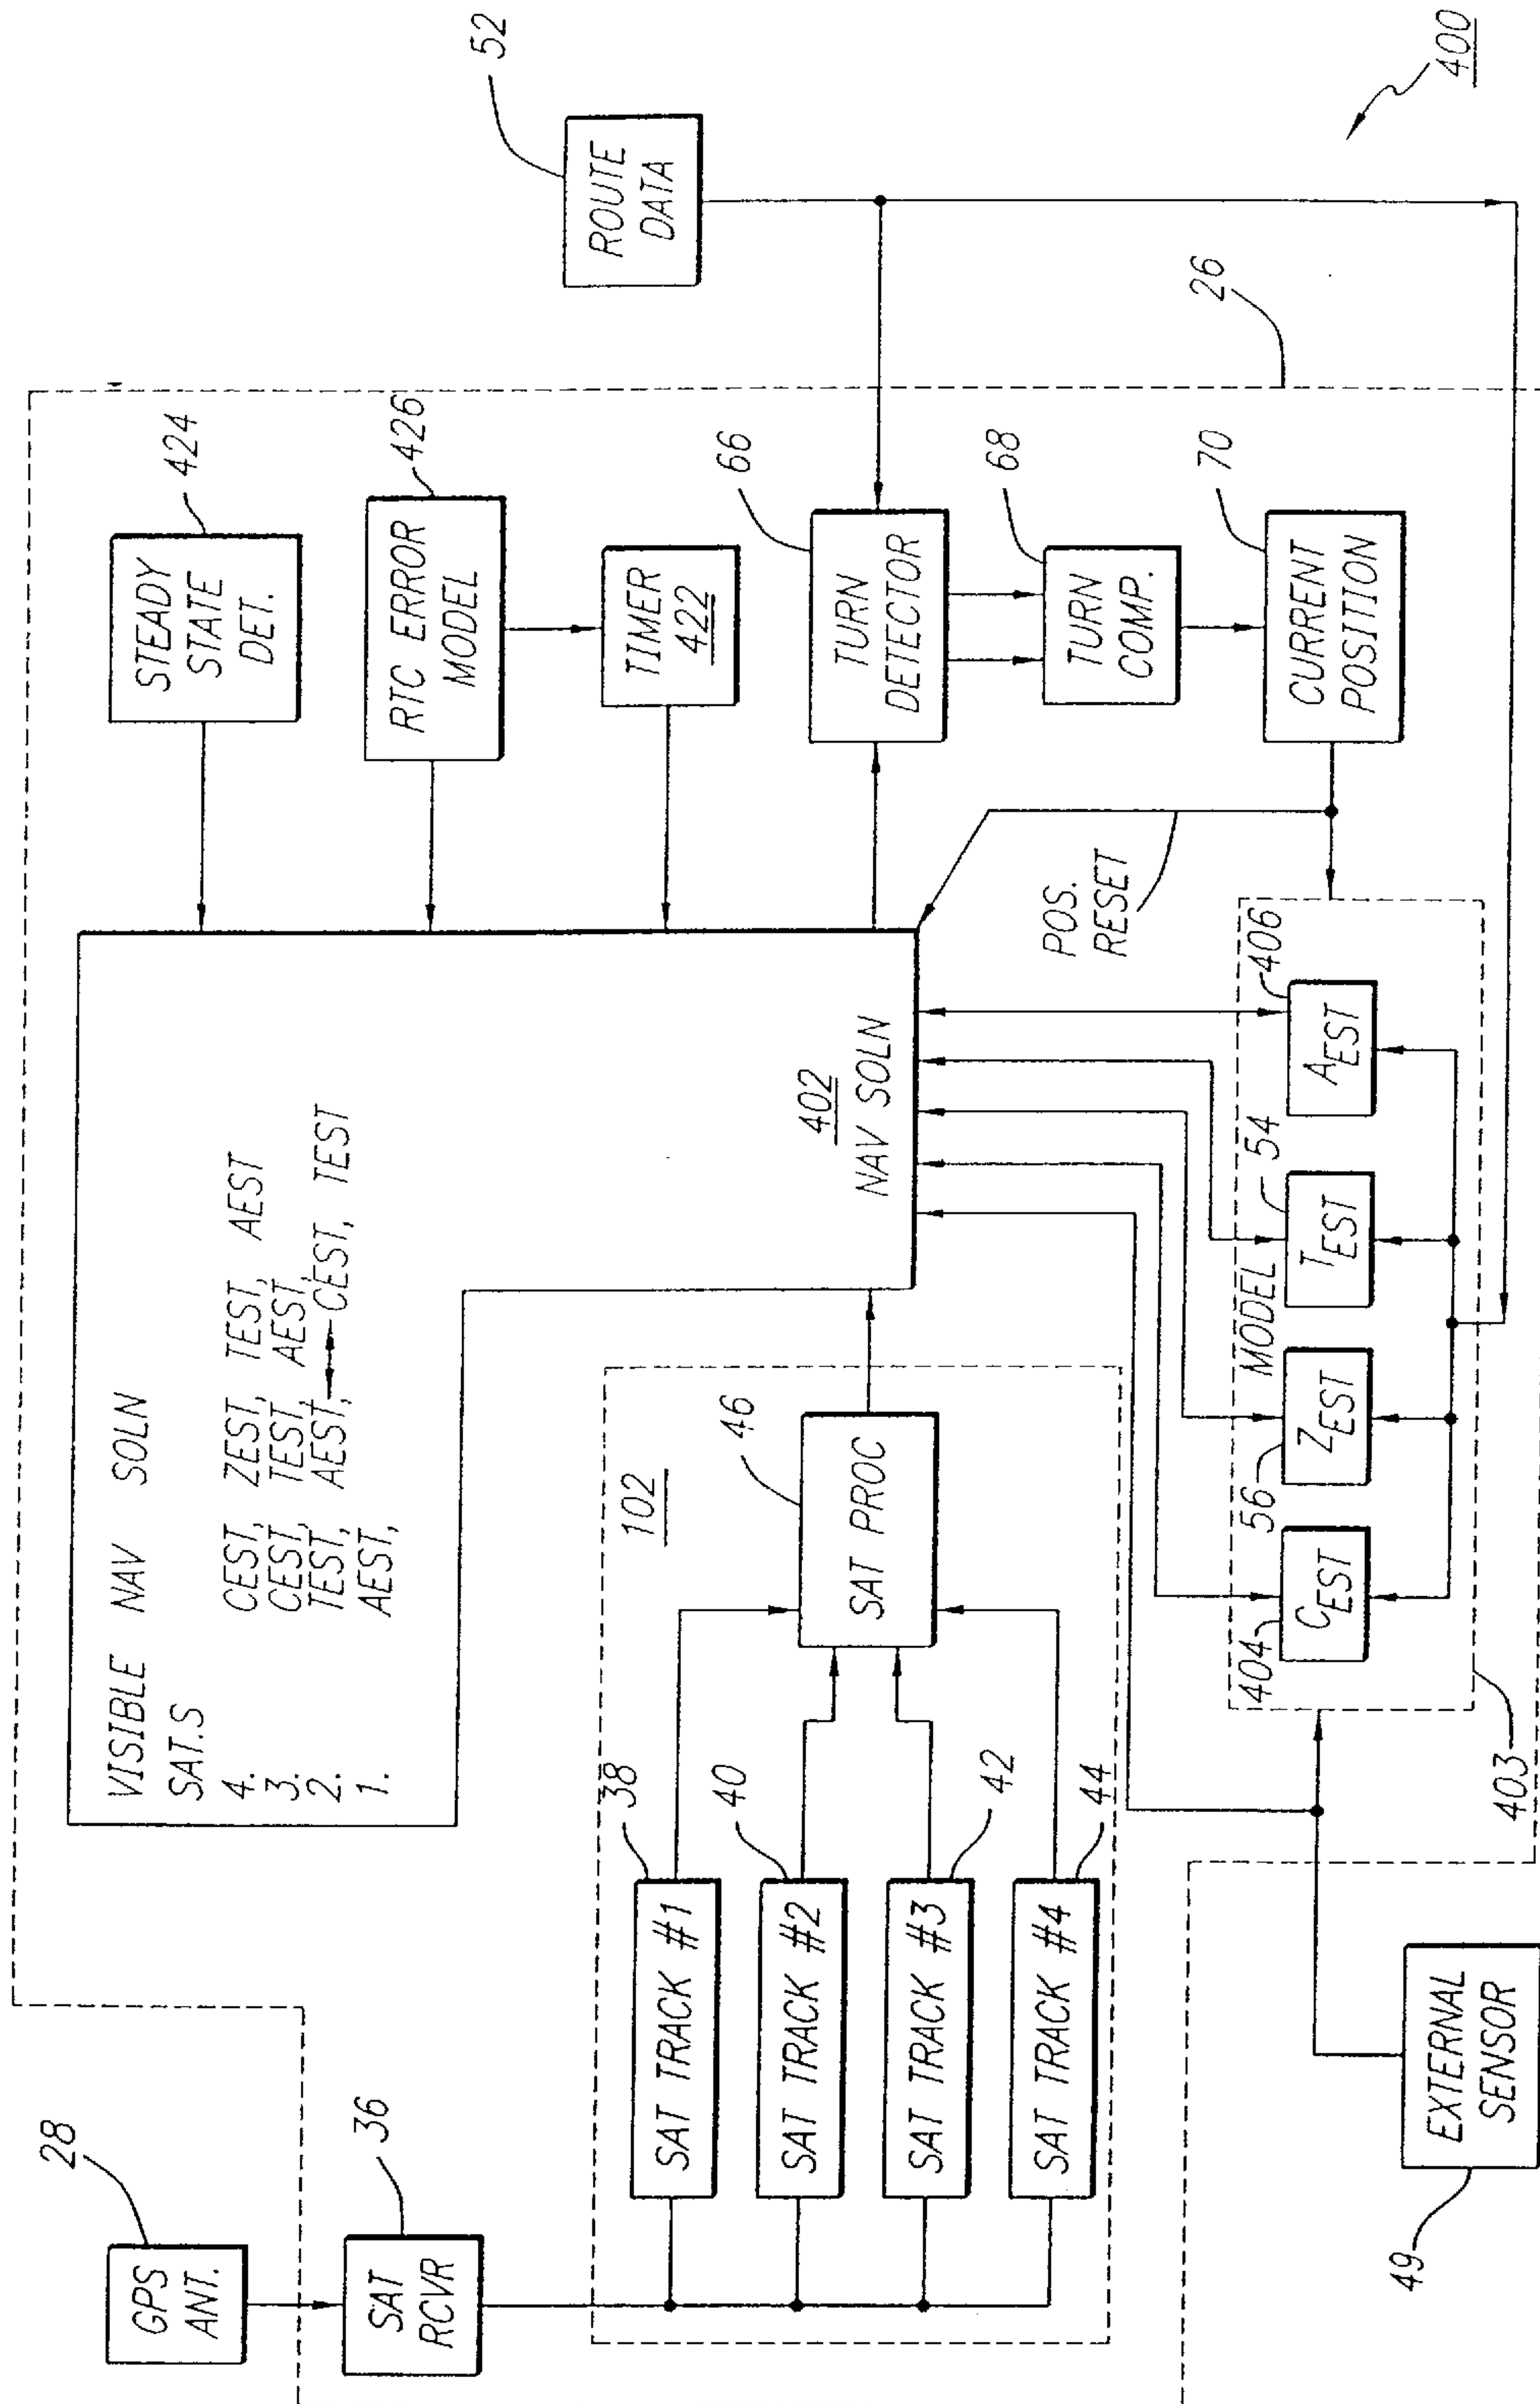 28
GPS
ANT.
36
SAT
RCVR
VISIBLE NAV SOLN
SAT.S
4. CEST, ZEST, TEST, AEST
3. CEST, TEST, AEST,
2. TEST, AEST, CEST, TEST
1. AEST,
402
NAV SOLN
102
38
SAT TRACK #1
40
SAT TRACK #2
42
SAT TRACK #3
44
SAT TRACK #4
46
SAT PROC
STEADY
STATE
DET.
424
RTC ERROR
MODEL
426
TIMER
422
TURN
DETECTOR
66
TURN
COMP.
68
CURRENT
POSITION
70
POS.
RESET
ROUTE
DATA
52
26
400
MODEL
404
CEST
56
ZEST
54
TEST
406
AEST
403
EXTERNAL
SENSOR
49